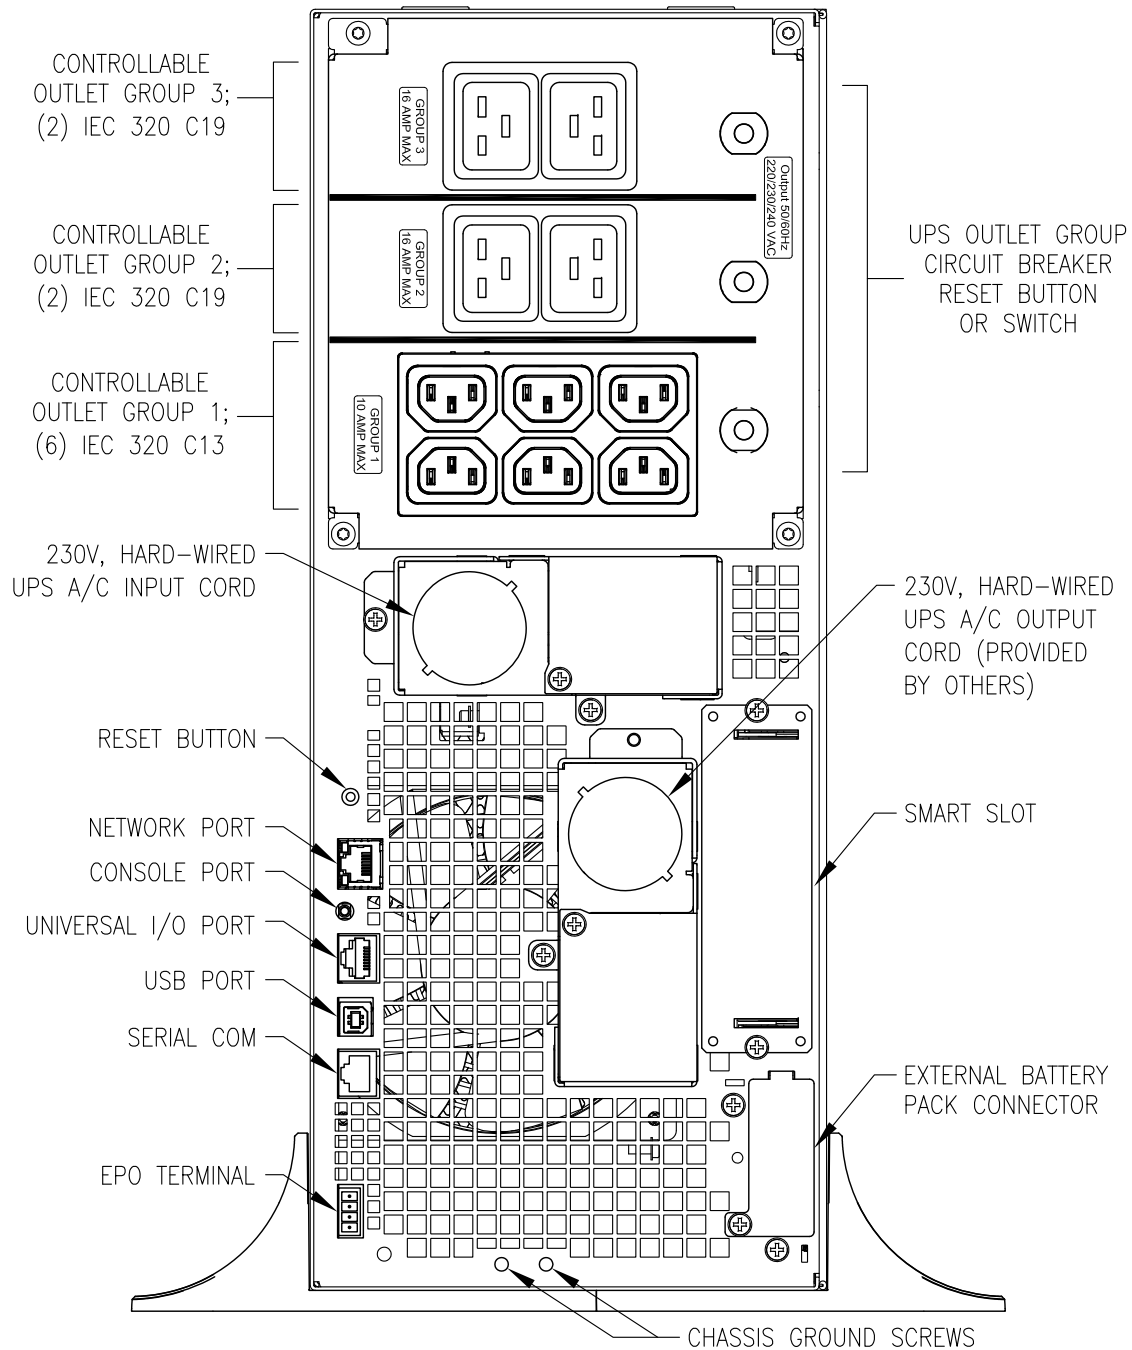 CONTROLLABLE
OUTLET GROUP 3;
(2) IEC 320 C19
GROUP 3
16 AMP MAX
Output 50/60Hz
220/230/240 VAC
CONTROLLABLE
OUTLET GROUP 2;
(2) IEC 320 C19
GROUP 2
16 AMP MAX
UPS OUTLET GROUP
CIRCUIT BREAKER
RESET BUTTON
OR SWITCH
CONTROLLABLE
OUTLET GROUP 1;
(6) IEC 320 C13
GROUP 1
10 AMP MAX
230V, HARD-WIRED
UPS A/C INPUT CORD
230V, HARD-WIRED
UPS A/C OUTPUT
CORD (PROVIDED
BY OTHERS)
RESET BUTTON
NETWORK PORT
SMART SLOT
CONSOLE PORT
UNIVERSAL I/O PORT
USB PORT
SERIAL COM
EXTERNAL BATTERY
PACK CONNECTOR
EPO TERMINAL
CHASSIS GROUND SCREWS